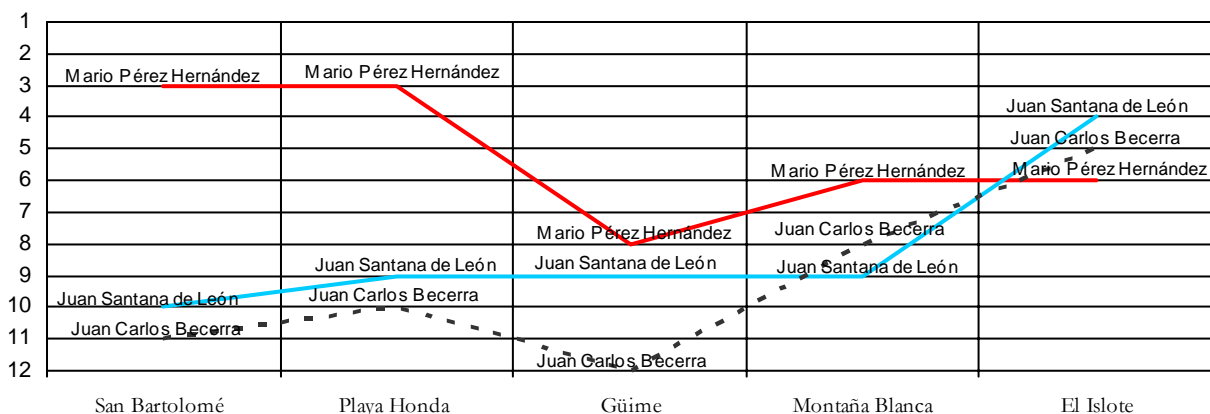 1
2
3
4
5
6
7
8
9
10
11
12
Mario Pérez Hernández
Mario Pérez Hernández
Mario Pérez Hernández
Mario Pérez Hernández
Mario Pérez Hernández
Juan Santana de León
Juan Santana de León
Juan Santana de León
Juan Santana de León
Juan Santana de León
Juan Carlos Becerra
Juan Carlos Becerra
Juan Carlos Becerra
Juan Carlos Becerra
Juan Carlos Becerra
San Bartolomé
Playa Honda
Güime
Montaña Blanca
El Islote